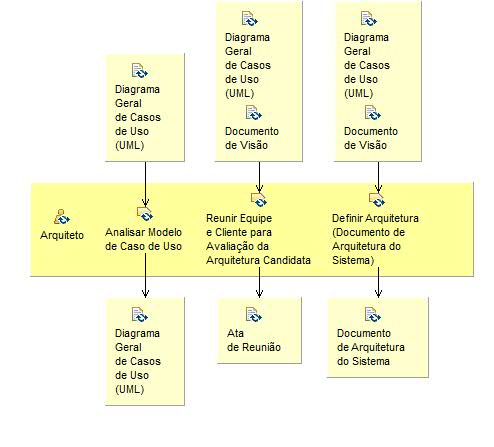 Diagrama
Geral
de Casos
de Uso
(UML)
Diagrama
Geral
de Casos
de Uso
(UML)
Documento
de Visão
Diagrama
Geral
de Casos
de Uso
(UML)
Documento
de Visão
Arquiteto
Analisar Modelo
de Caso de Uso
Reunir Equipe
e Cliente para
Avaliação da
Arquitetura Candidata
Definir Arquitetura
(Documento de
Arquitetura do
Sistema)
Diagrama
Geral
de Casos
de Uso
(UML)
Ata
de Reunião
Documento
de Arquitetura
do Sistema